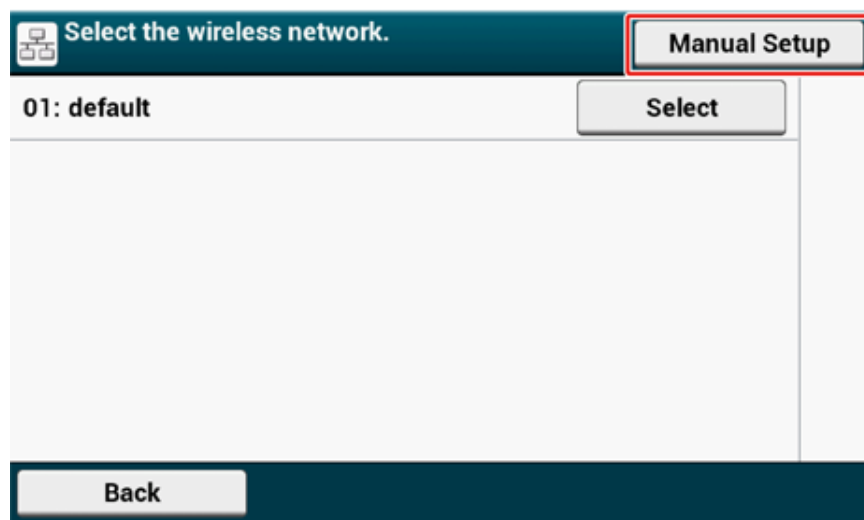 Select the wireless network.
Manual Setup
01: default
Select
Back